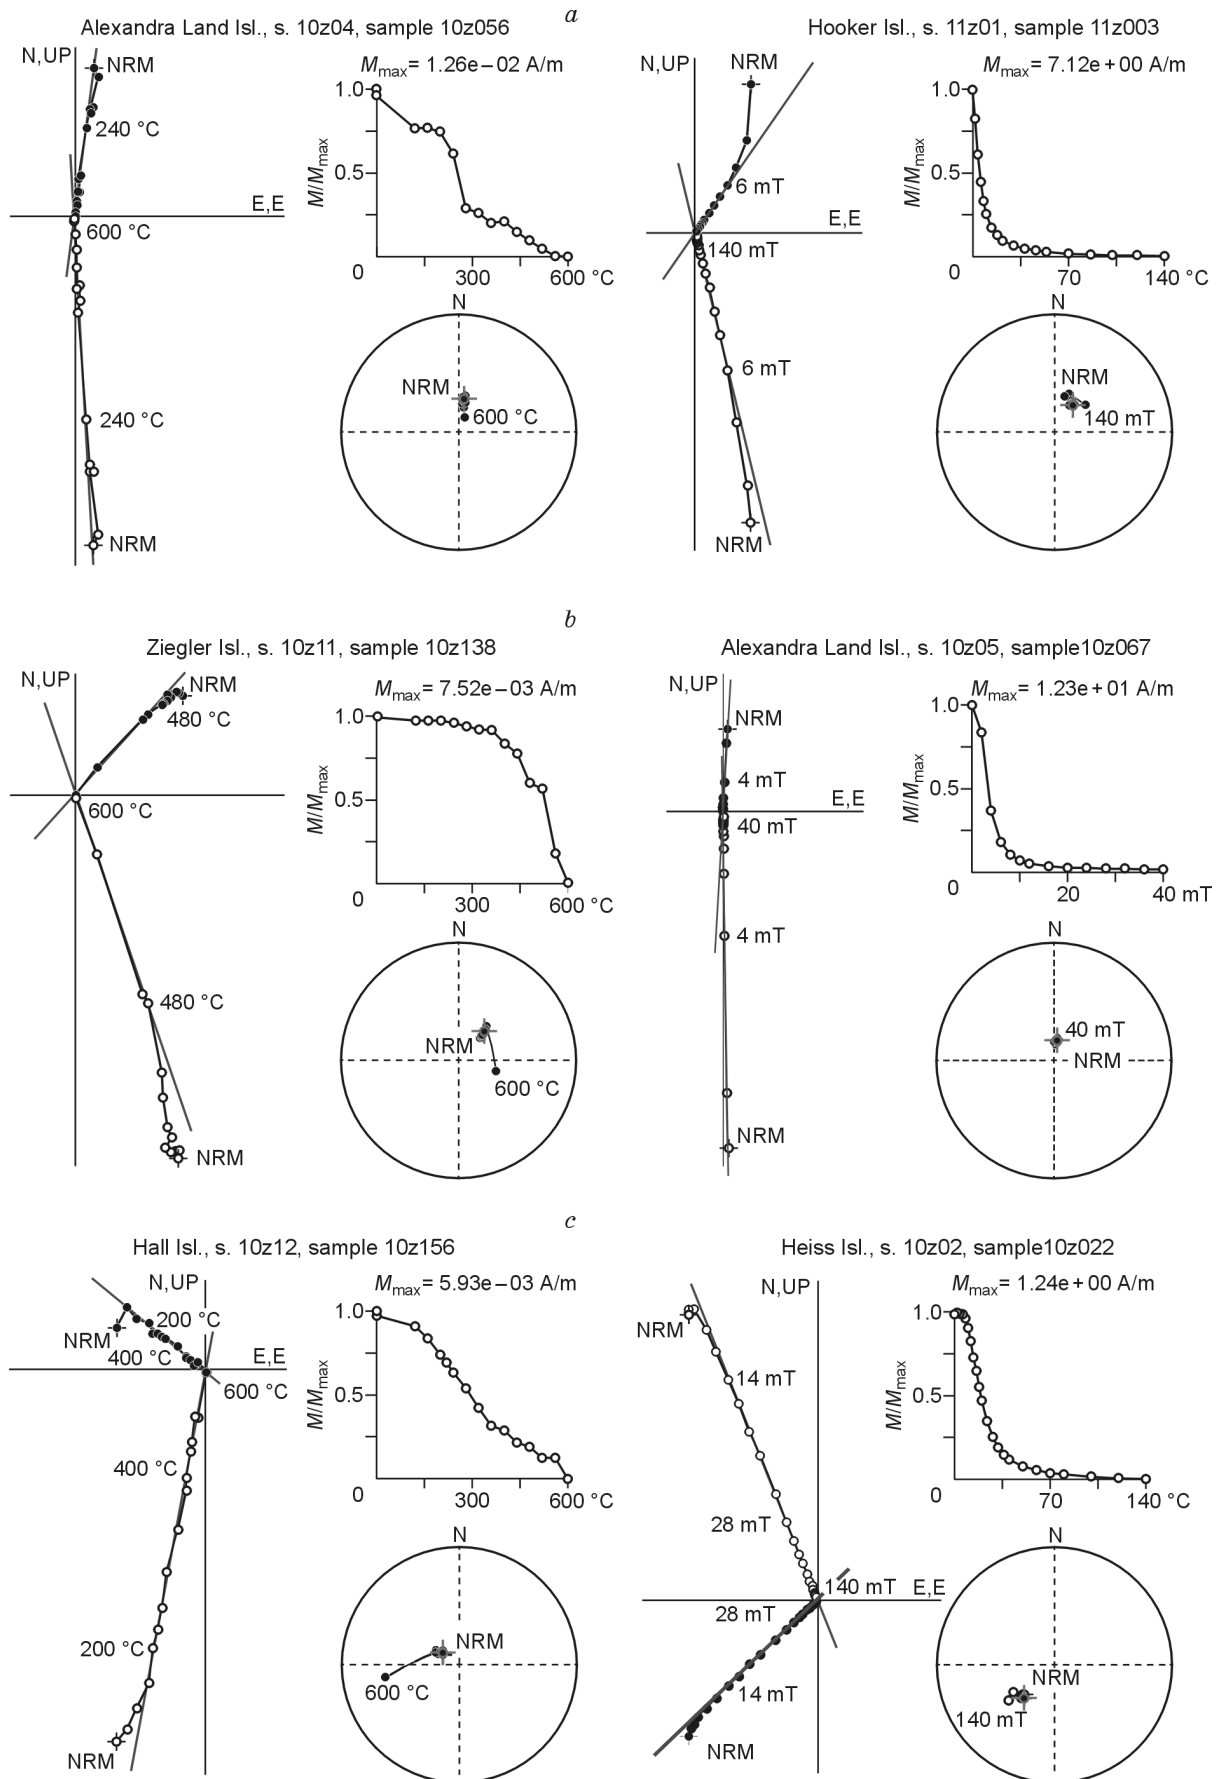 a
Alexandra Land Isl., s. 10z04, sample 10z056
N,UP
NRM
240 °C
E,E
600 °C
240 °C
NRM
Mmax = 1.26e–02 A/m
1.0
M/Mmax
0.5
0
300
600 °C
N
NRM
600 °C
Hooker Isl., s. 11z01, sample 11z003
N,UP
NRM
6 mT
E,E
140 mT
6 mT
NRM
Mmax = 7.12e+00 A/m
1.0
M/Mmax
0.5
0
70
140 °C
N
NRM
140 mT
b
Ziegler Isl., s. 10z11, sample 10z138
N,UP
NRM
480 °C
600 °C
480 °C
NRM
Mmax = 7.52e–03 A/m
1.0
M/Mmax
0.5
0
300
600 °C
N
NRM
600 °C
Alexandra Land Isl., s. 10z05, sample10z067
N,UP
NRM
4 mT
E,E
40 mT
4 mT
NRM
Mmax = 1.23e+01 A/m
1.0
M/Mmax
0.5
0
20
40 mT
N
40 mT
NRM
c
Hall Isl., s. 10z12, sample 10z156
N,UP
200 °C
NRM
400 °C
E,E
600 °C
400 °C
200 °C
NRM
Mmax = 5.93e–03 A/m
1.0
M/Mmax
0.5
0
300
600 °C
N
NRM
600 °C
Heiss Isl., s. 10z02, sample10z022
N,UP
NRM
14 mT
28 mT
140 mT
E,E
28 mT
14 mT
NRM
Mmax = 1.24e+00 A/m
1.0
M/Mmax
0.5
0
70
140 °C
N
NRM
140 mT